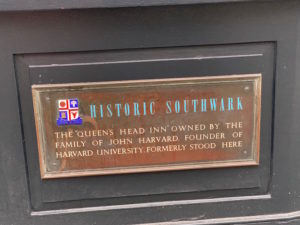 HISTORIC SOUTHWARK
THE QUEEN'S HEAD INN OWNED BY THE
FAMILY OF JOHN HARVARD, FOUNDER OF
HARVARD UNIVERSITY, FORMERLY STOOD HERE